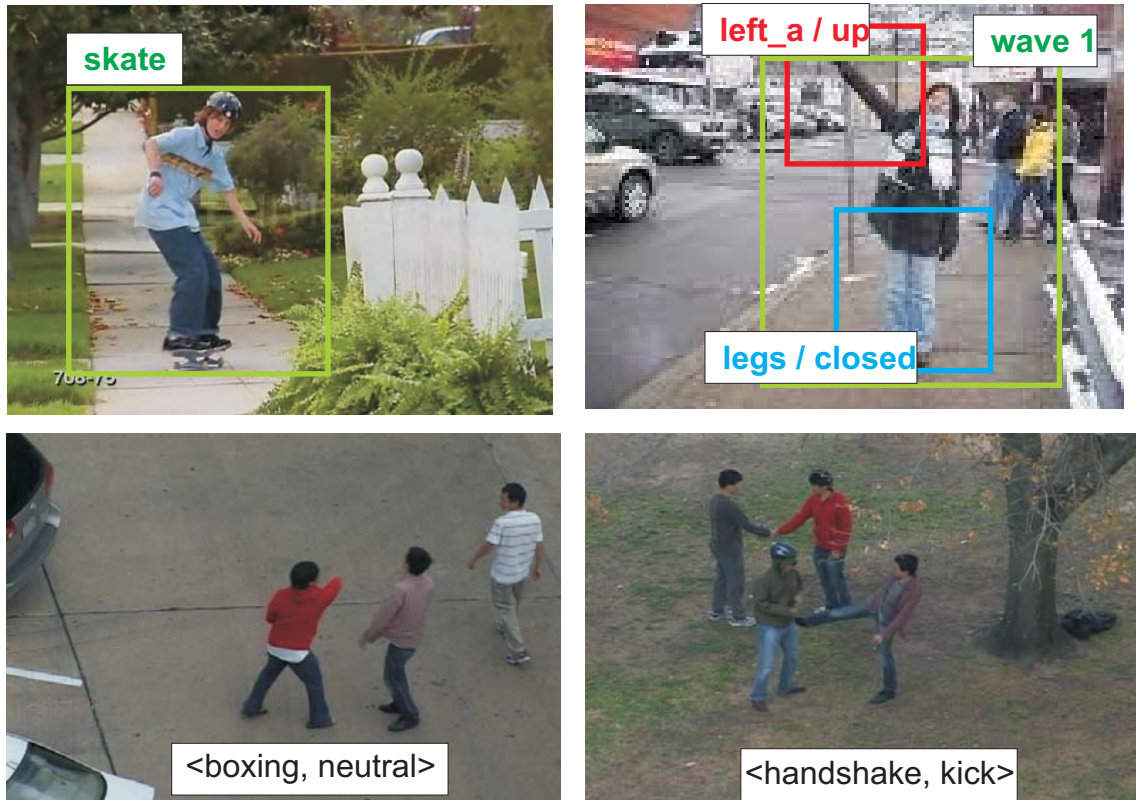 skate
left_a / up
wave 1
legs / closed
<boxing, neutral>
<handshake, kick>